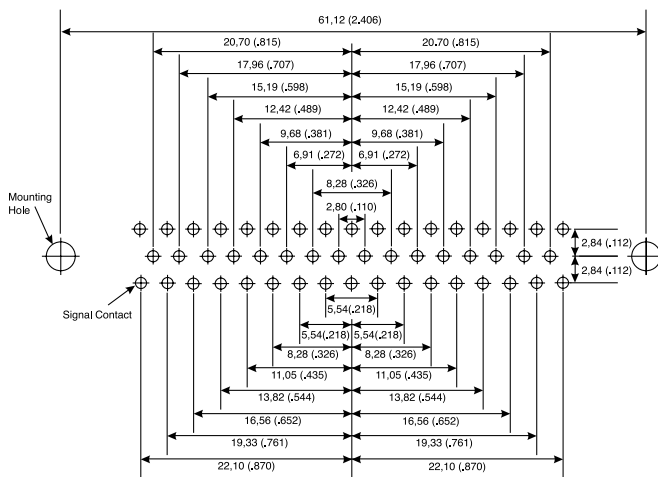 61,12 (2.406)
20,70 (.815) 20.70 (.815)
17,96 (.707) 17,96 (.707)
15,19 (.598) 15,19 (.598)
12,42 (.489) 12,42 (.489)
9,68 (.381) 9,68 (.381)
6,91 (.272) 6,91 (.272)
8,28 (.326)
2,80 (.110)
Mounting
Hole
2,84 (.112)
2,84 (.112)
Signal Contact
5,54(.218)
5,54(.218) 5,54(.218)
8,28 (.326) 8,28 (.326)
11,05 (.435) 11,05 (.435)
13,82 (.544) 13,82 (.544)
16,56 (.652) 16,56 (.652)
19,33 (.761) 19,33 (.761)
22,10 (.870) 22,10 (.870)